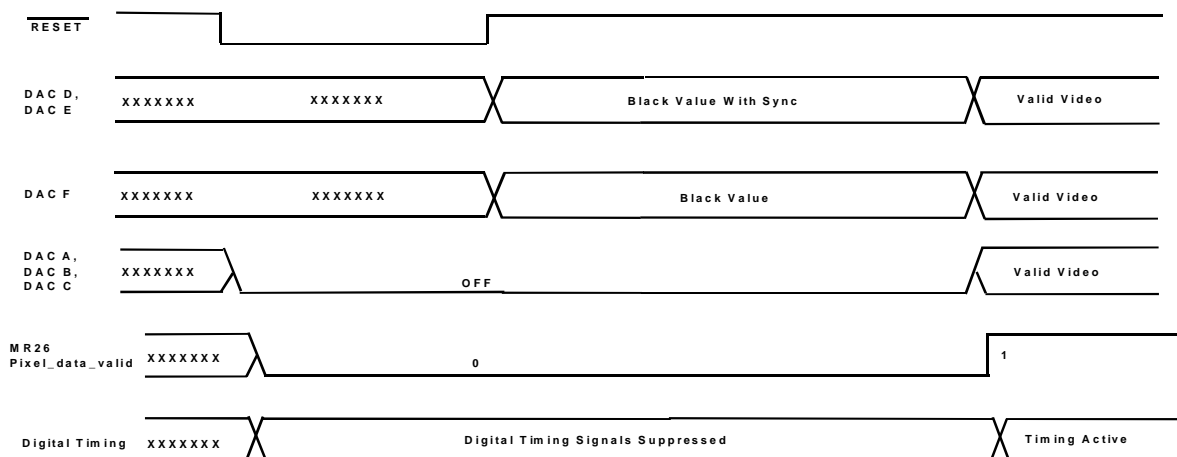 RESET
DAC D,
DAC E
XXXXXXX XXXXXXX Black Value With Sync Valid Video
DAC F XXXXXXX XXXXXXX Black Value Valid Video
DAC A,
DAC B,
DAC C
XXXXXXX OFF Valid Video
MR26
Pixel_data_valid XXXXXXX 0 1
Digital Timing XXXXXXX Digital Timing Signals Suppressed Timing Active